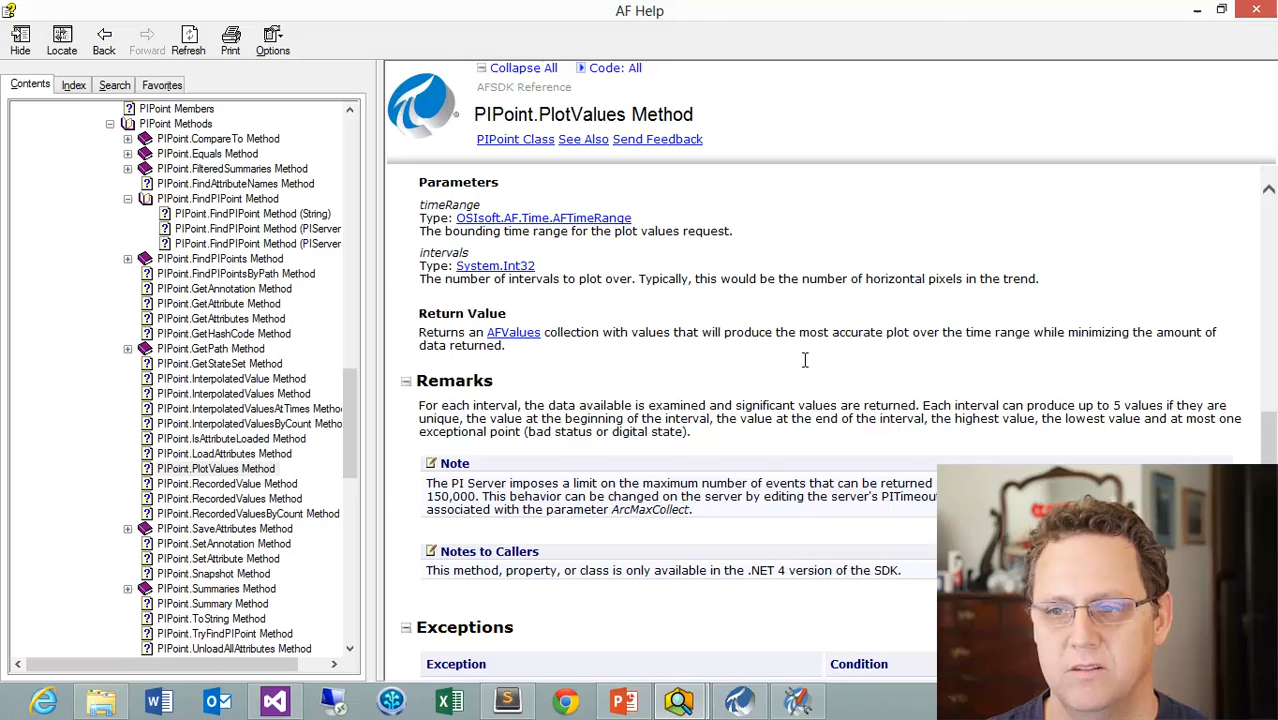 AF Help
Hide
Locate
Back
Forward
Refresh
Print
Options
Contents
Index
Search
Favorites
PIPoint Members
PIPoint Methods
PIPoint.CompareTo Method
PIPoint.Equals Method
PIPoint.FilteredSummaries Method
PIPoint.FindAttributeNames Method
PIPoint.FindPIPoint Method
PIPoint.FindPIPoint Method (String)
PIPoint.FindPIPoint Method (PIServer
PIPoint.FindPIPoint Method (PIServer
PIPoint.FindPIPoints Method
PIPoint.FindPIPointsByPath Method
PIPoint.GetAnnotation Method
PIPoint.GetAttribute Method
PIPoint.GetAttributes Method
PIPoint.GetHashCode Method
PIPoint.GetPath Method
PIPoint.GetStateSet Method
PIPoint.InterpolatedValue Method
PIPoint.InterpolatedValues Method
PIPoint.InterpolatedValuesAtTimes Metho
PIPoint.InterpolatedValuesByCount Metho
PIPoint.IsAttributeLoaded Method
PIPoint.LoadAttributes Method
PIPoint.PlotValues Method
PIPoint.RecordedValue Method
PIPoint.RecordedValues Method
PIPoint.RecordedValuesByCount Method
PIPoint.SaveAttributes Method
PIPoint.SetAnnotation Method
PIPoint.SetAttribute Method
PIPoint.Snapshot Method
PIPoint.Summaries Method
PIPoint.Summary Method
PIPoint.ToString Method
PIPoint.TryFindPIPoint Method
PIPoint.UnloadAllAttributes Method
Collapse All Code: All
AFSDK Reference
PIPoint.PlotValues Method
PIPoint Class See Also Send Feedback
Parameters
timeRange
Type: OSIsoft.AF.Time.AFTimeRange
The bounding time range for the plot values request.
intervals
Type: System.Int32
The number of intervals to plot over. Typically, this would be the number of horizontal pixels in the trend.
Return Value
Returns an AFValues collection with values that will produce the most accurate plot over the time range while minimizing the amount of
data returned.
Remarks
For each interval, the data available is examined and significant values are returned. Each interval can produce up to 5 values if they are
unique, the value at the beginning of the interval, the value at the end of the interval, the highest value, the lowest value and at most one
exceptional point (bad status or digital state).
Note
The PI Server imposes a limit on the maximum number of events that can be returned
150,000. This behavior can be changed on the server by editing the server's PITimeout
associated with the parameter ArcMaxCollect.
Notes to Callers
This method, property, or class is only available in the .NET 4 version of the SDK.
Exceptions
Exception
Condition